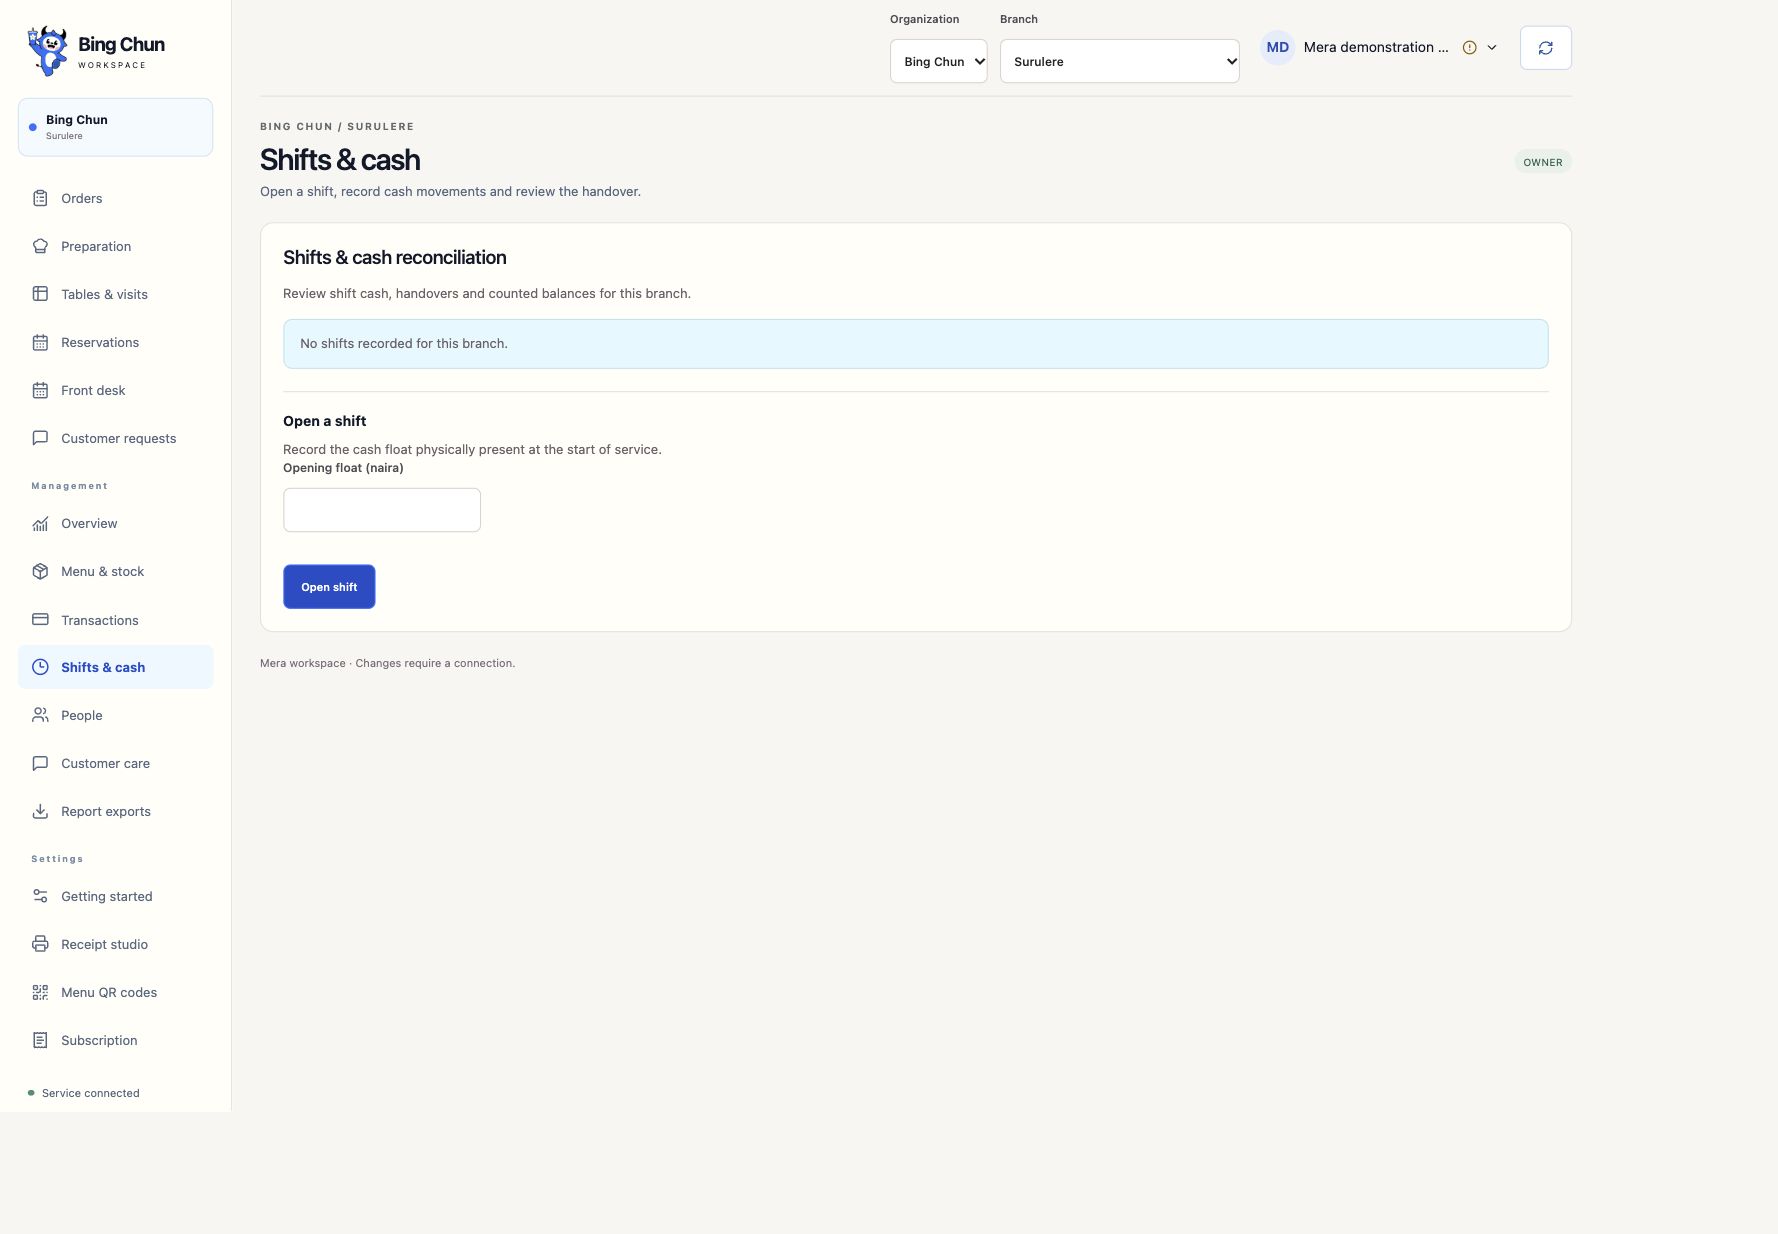 Bing Chun
WORKSPACE
Bing Chun
Surulere
Orders
Preparation
Tables & visits
Reservations
Front desk
Customer requests
Management
Overview
Menu & stock
Transactions
Shifts & cash
People
Customer care
Report exports
Settings
Getting started
Receipt studio
Menu QR codes
Subscription
Service connected
Organization
Bing Chun
Branch
Surulere
MD
Mera demonstration ...
BING CHUN / SURULERE
Shifts & cash
OWNER
Open a shift, record cash movements and review the handover.
Shifts & cash reconciliation
Review shift cash, handovers and counted balances for this branch.
No shifts recorded for this branch.
Open a shift
Record the cash float physically present at the start of service.
Opening float (naira)
Open shift
Mera workspace · Changes require a connection.